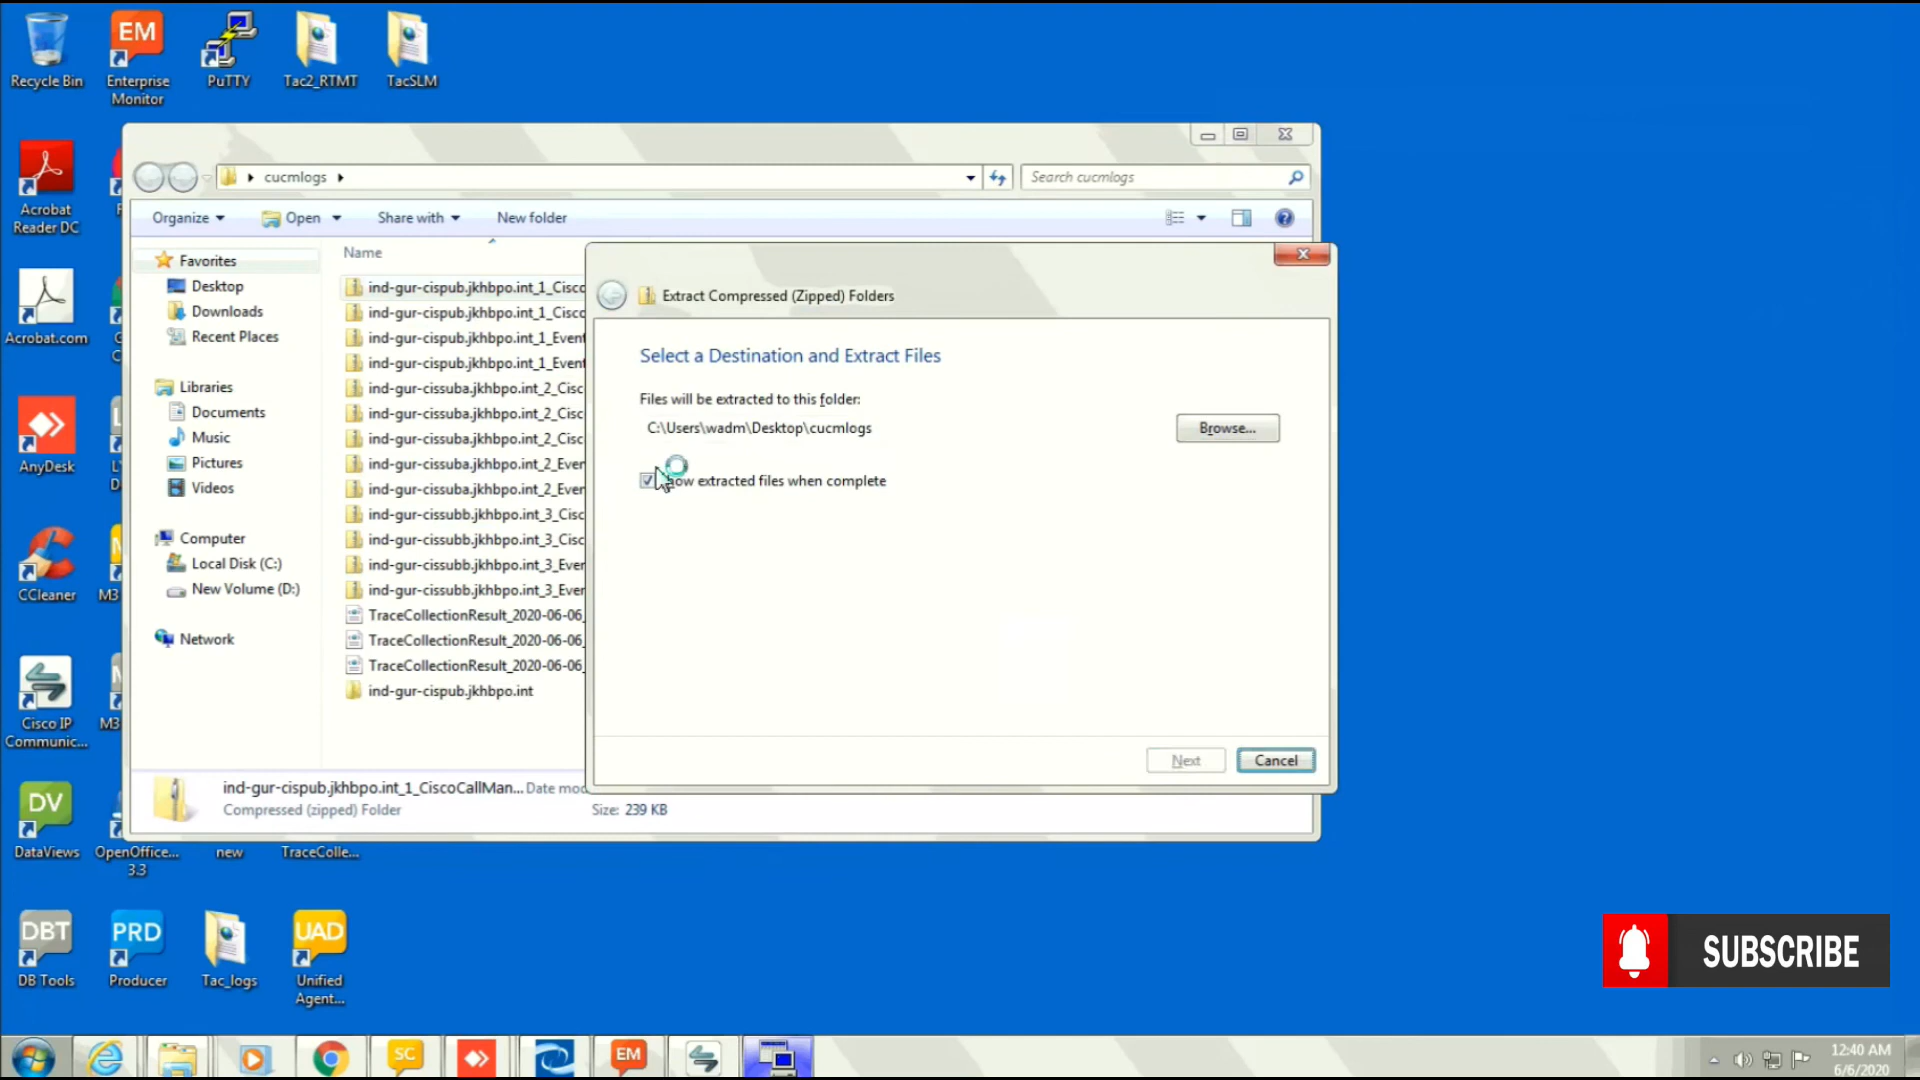 Recycle Bin
EM
Enterprise
Monitor
PuTTY
Tac2_RTMT
TacSLM
Acrobat
Reader DC
Acrobat.com
AnyDesk
CCleaner
M3
Cisco IP
Communic...
M3
DV
DataViews
OpenOffice...
3.3
new
TraceColle...
DBT
DB Tools
PRD
Producer
Tac_logs
UAD
Unified
Agent...
cucmlogs
Search cucmlogs
Organize
Open
Share with
New folder
Name
Favorites
Desktop
Downloads
Recent Places
Libraries
Documents
Music
Pictures
Videos
Computer
Local Disk (C:)
New Volume (D:)
Network
ind-gur-cispub.jkhbpo.int_1_Cisco
ind-gur-cispub.jkhbpo.int_1_Cisco
ind-gur-cispub.jkhbpo.int_1_Event
ind-gur-cispub.jkhbpo.int_1_Event
ind-gur-cissuba.jkhbpo.int_2_Cisc
ind-gur-cissuba.jkhbpo.int_2_Cisc
ind-gur-cissuba.jkhbpo.int_2_Cisc
ind-gur-cissuba.jkhbpo.int_2_Even
ind-gur-cissuba.jkhbpo.int_2_Even
ind-gur-cissubb.jkhbpo.int_3_Cisc
ind-gur-cissubb.jkhbpo.int_3_Cisc
ind-gur-cissubb.jkhbpo.int_3_Even
ind-gur-cissubb.jkhbpo.int_3_Even
TraceCollectionResult_2020-06-06_
TraceCollectionResult_2020-06-06_
TraceCollectionResult_2020-06-06_
ind-gur-cispub.jkhbpo.int
ind-gur-cispub.jkhbpo.int_1_CiscoCallMan... Date mod
Compressed (zipped) Folder
Size: 239 KB
Extract Compressed (Zipped) Folders
Select a Destination and Extract Files
Files will be extracted to this folder:
C:\Users\wadm\Desktop\cucmlogs
Browse...
ow extracted files when complete
Next
Cancel
SUBSCRIBE
SC
EM
12:40 AM
6/6/2020